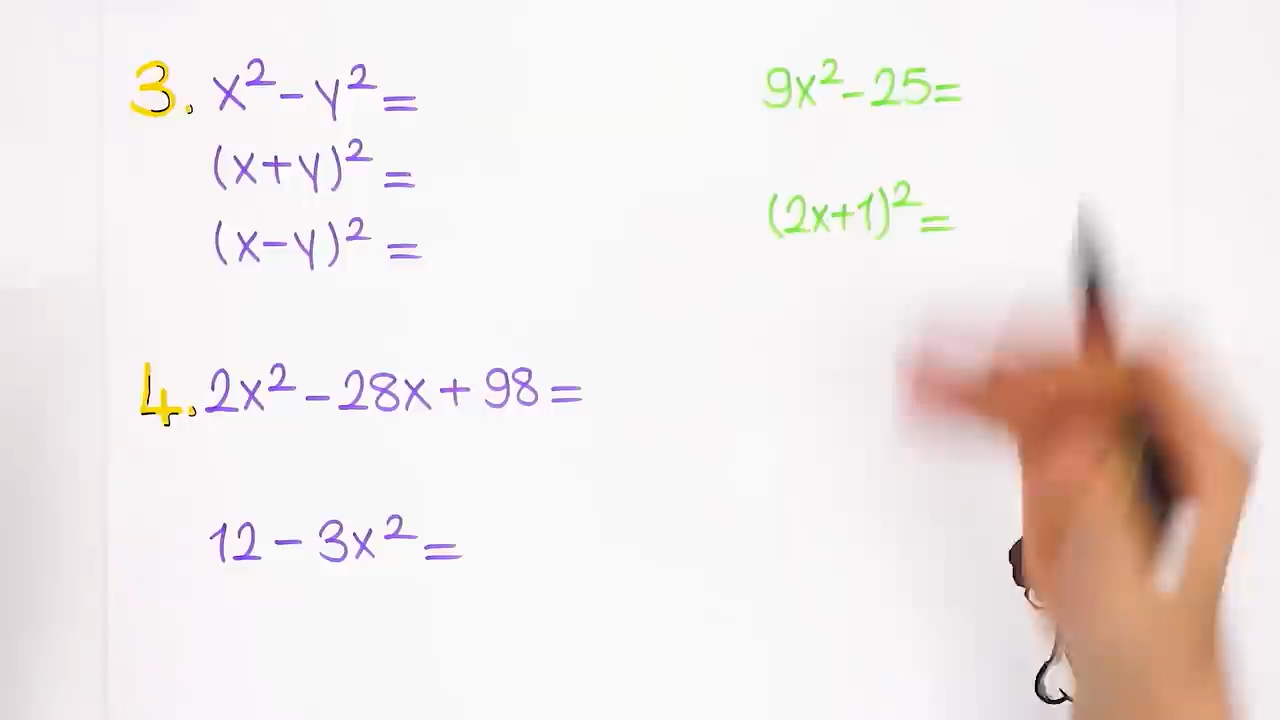 3. x² - y² =
(x+y)² =
(x-y)² =
9x² - 25 =
(2x+1)² =
4. 2x² - 28x + 98 =
12 - 3x² =